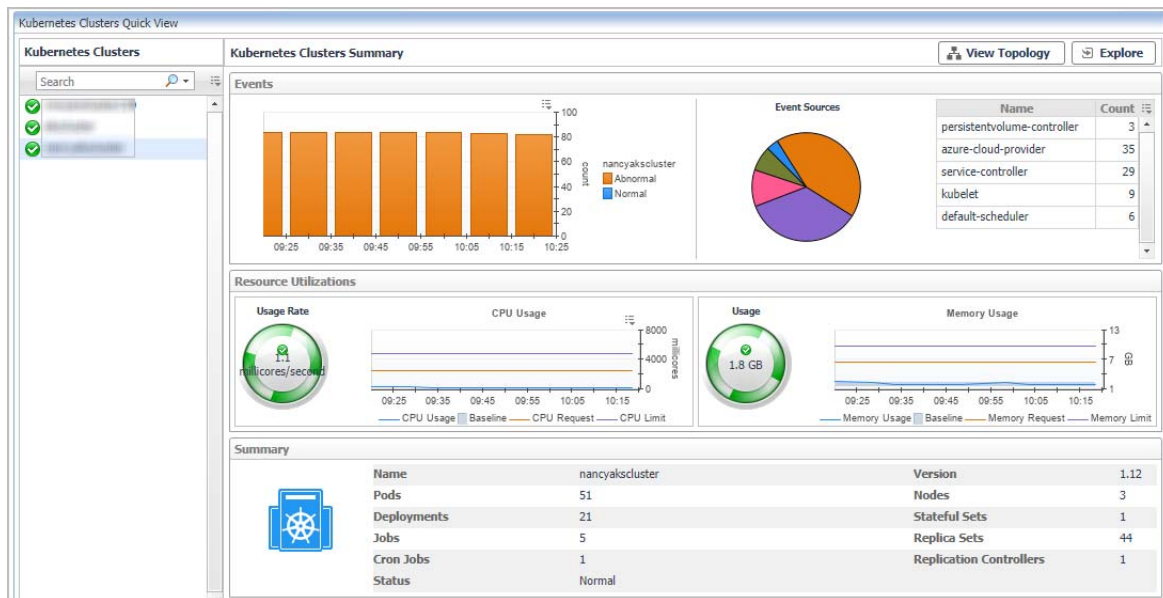 Kubernetes Clusters Quick View
Kubernetes Clusters
Search
Kubernetes Clusters Summary
View Topology
Explore
Events
100
80
60
40
20
0
count
09:25 09:35 09:45 09:55 10:05 10:15 10:25
nancyakscluster
Abnormal
Normal
Event Sources
Name Count
persistentvolume-controller 3
azure-cloud-provider 35
service-controller 29
kubelet 9
default-scheduler 6
Resource Utilizations
Usage Rate
1.1
millicores/second
CPU Usage
8000
4000
0
millicores
09:25 09:35 09:45 09:55 10:05 10:15
CPU Usage Baseline CPU Request CPU Limit
Usage
1.8 GB
Memory Usage
13
7
1
GB
09:25 09:35 09:45 09:55 10:05 10:15
Memory Usage Baseline Memory Request Memory Limit
Summary
Name nancyakscluster Version 1.12
Pods 51 Nodes 3
Deployments 21 Stateful Sets 1
Jobs 5 Replica Sets 44
Cron Jobs 1 Replication Controllers 1
Status Normal